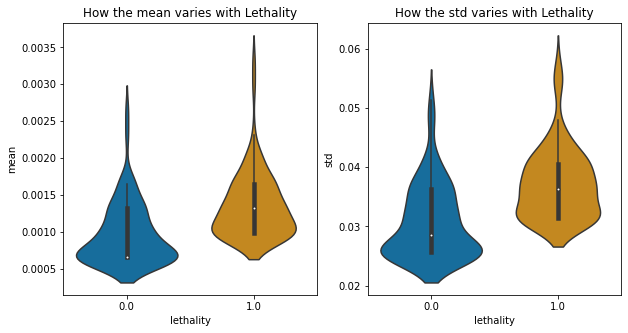 How the mean varies with Lethality
mean
0.0035
0.0030
0.0025
0.0020
0.0015
0.0010
0.0005
0.0
1.0
lethality
How the std varies with Lethality
std
0.06
0.05
0.04
0.03
0.02
0.0
1.0
lethality